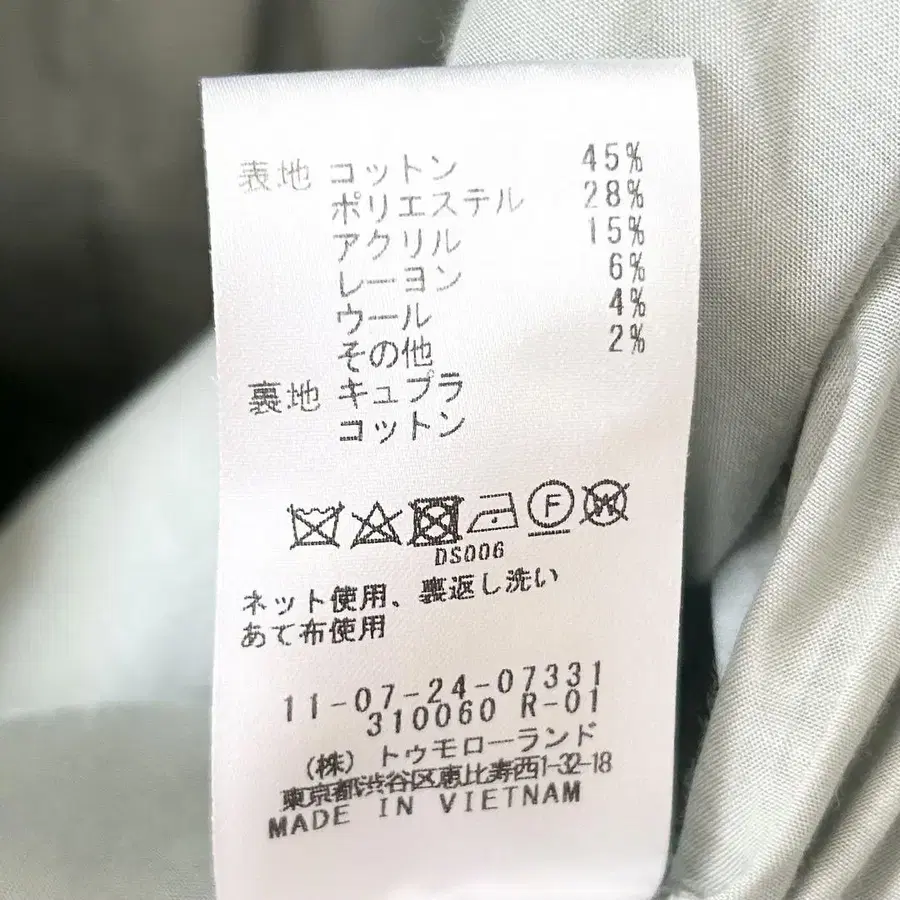 表地 コットン 45%
ポリエステル 28%
アクリル 15%
レーヨン 6%
ウール 4%
その他 2%
裏地 キュプラ
コットン
F W
DS006
ネット使用、裏返し洗い
あて布使用
11-07-24-07331
310060 R-01
(株) トゥモローランド
東京都渋谷区恵比寿西1-32-18
MADE IN VIETNAM